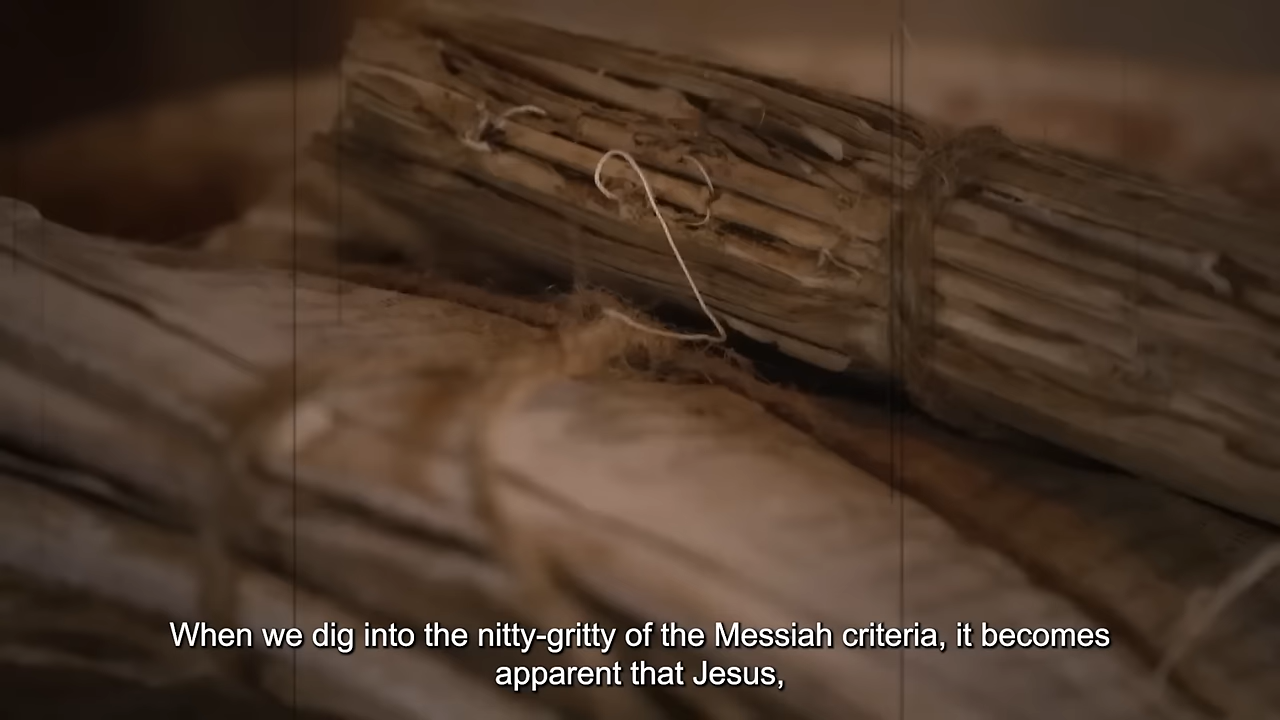 When we dig into the nitty-gritty of the Messiah criteria, it becomes
apparent that Jesus,